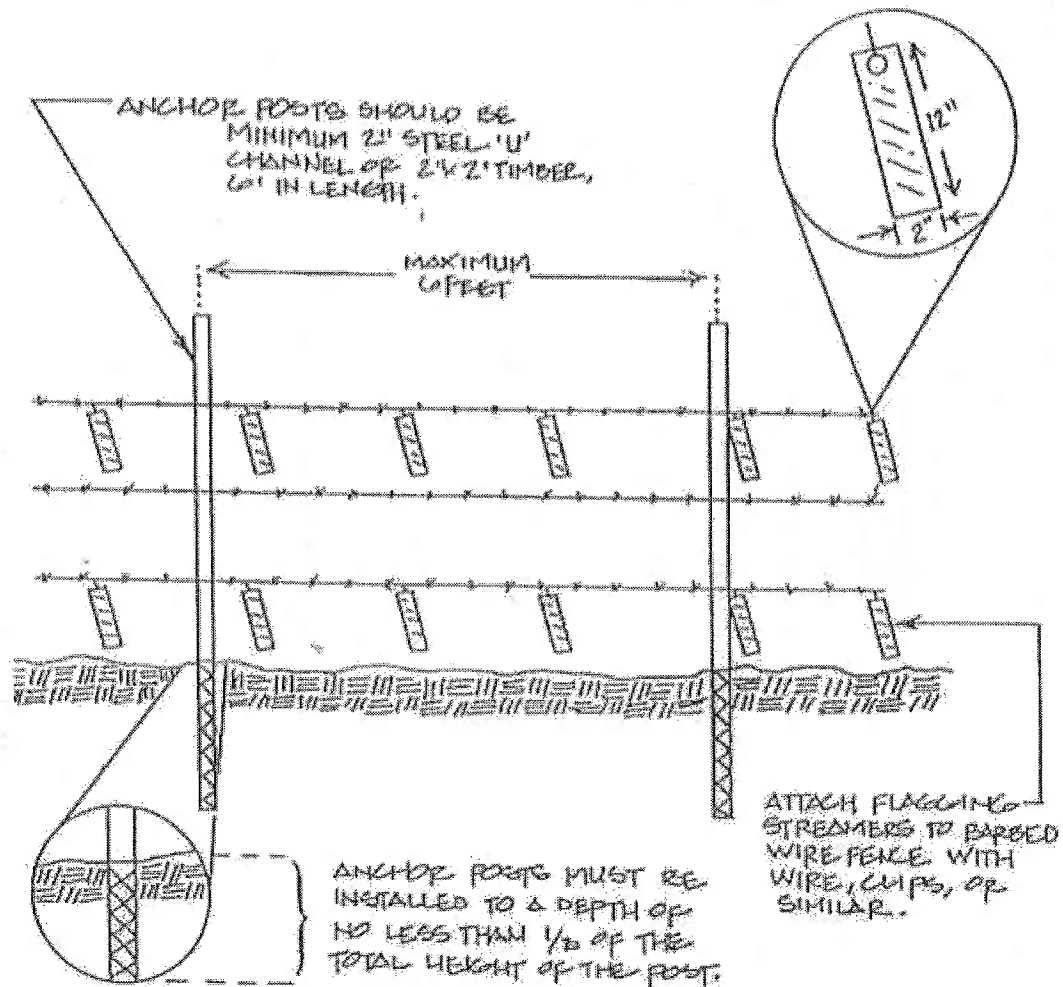 ANCHOR POSTS SHOULD BE
MINIMUM 2" STEEL 'U'
CHANNEL OR 2"x2" TIMBER,
6' IN LENGTH.
12"
2"
MAXIMUM
6 FEET
ATTACH FLAGGING
STREAMERS TO BARBED
WIRE FENCE WITH
WIRE, CLIPS, OR
SIMILAR.
ANCHOR POSTS MUST BE
INSTALLED TO A DEPTH OF
NO LESS THAN OF THE
TOTAL HEIGHT OF THE POST.